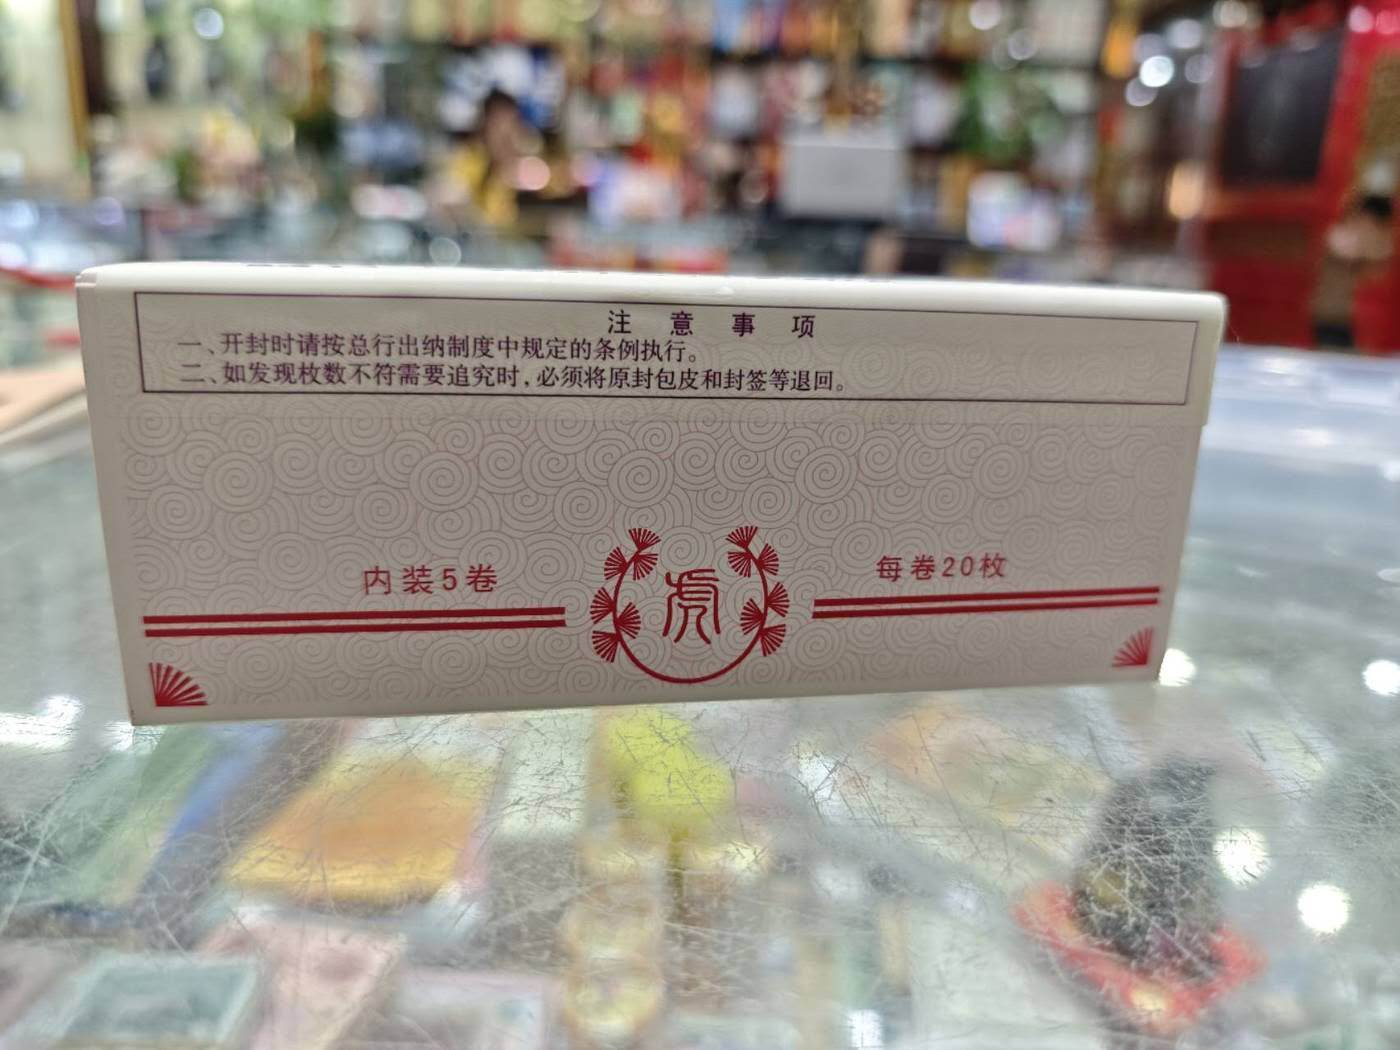 注意事项
一、开封时请按总行出纳制度中规定的条例执行。
二、如发现枚数不符需要追究时，必须将原封包皮和封签等退回。
内装5卷
虎
每卷20枚